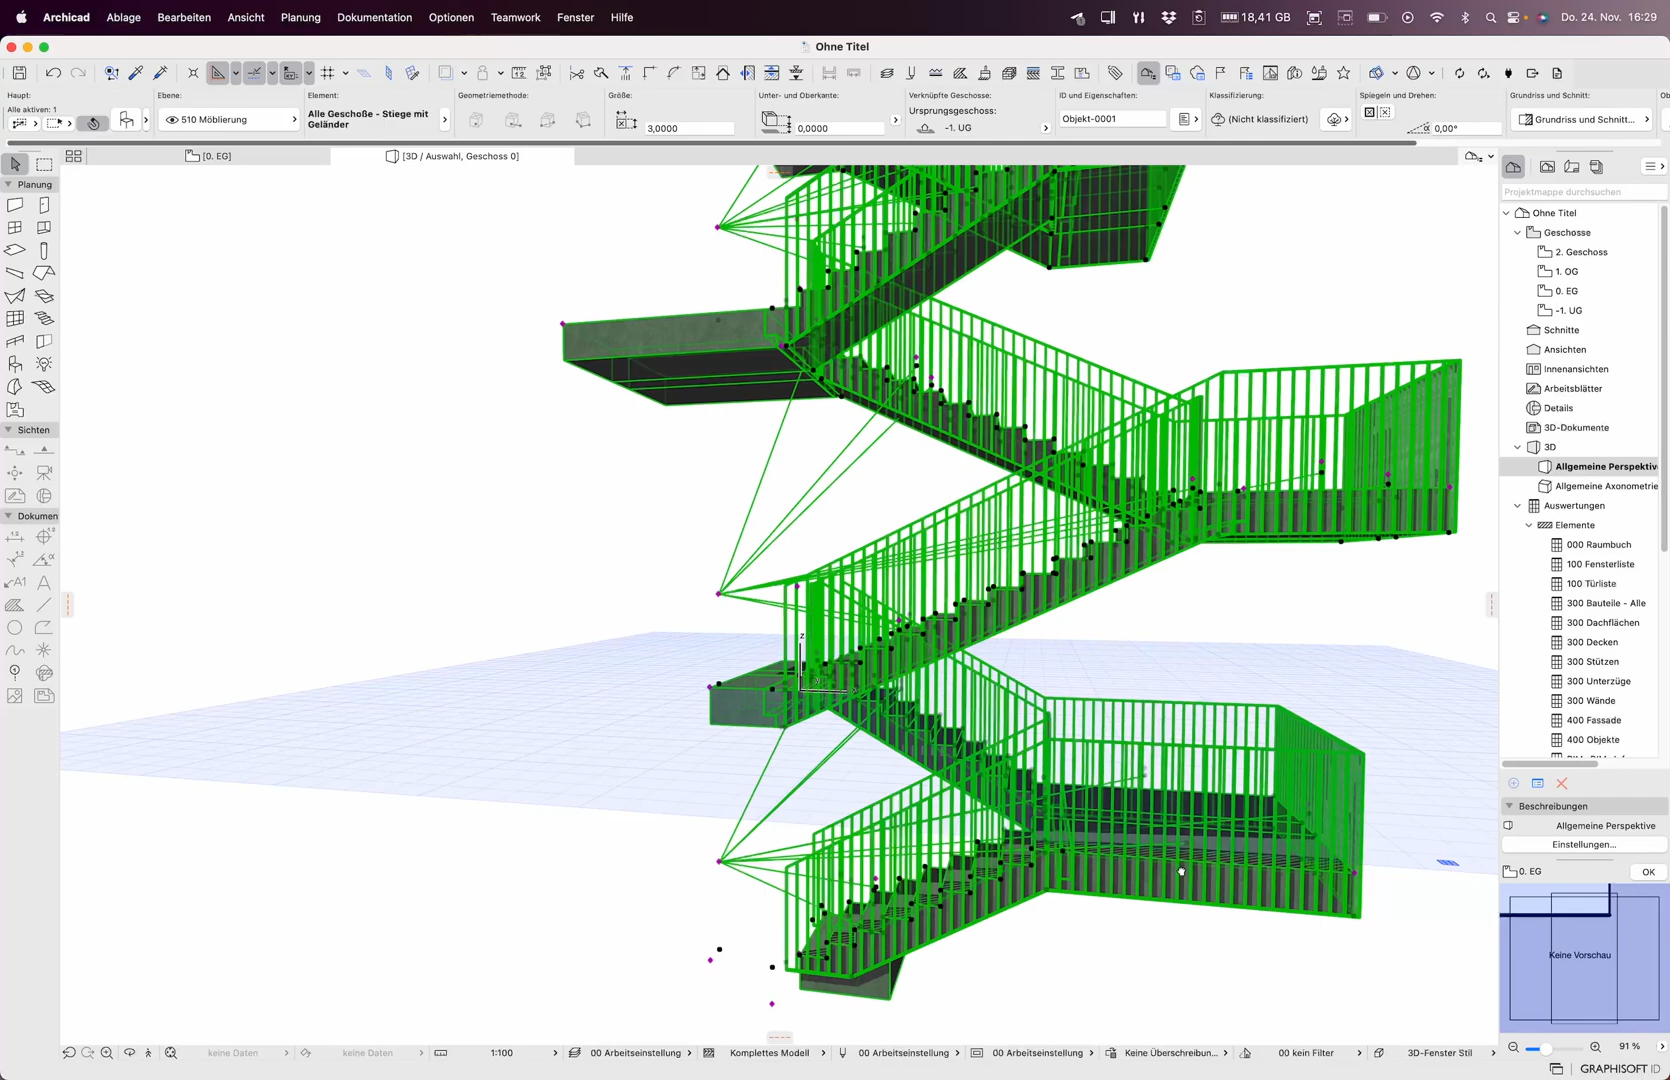 Archicad Ablage Bearbeiten Ansicht Planung Dokumentation Optionen Teamwork Fenster Hilfe 18,41 GB Do. 24. Nov. 16:29
Ohne Titel
Haupt: Ebene: Element: Geometriemethode: Größe: Unter- und Oberkante: Verknüpfte Geschosse: ID und Eigenschaften: Klassifizierung: Spiegeln und Drehen: Grundriss und Schnitt:
Alle aktiven: 1
510 Möblierung
Alle Geschoße - Stiege mit
Geländer
3,0000
0,0000
Ursprungsgeschoss:
-1. UG
Objekt-0001
(Nicht klassifiziert)
0,00°
Grundriss und Schnitt...
[0. EG]
[3D / Auswahl, Geschoss 0]
Planung
Sichten
Dokumen
A1
A
z
Projektmappe durchsuchen
Ohne Titel
Geschosse
2. Geschoss
1. OG
0. EG
-1. UG
Schnitte
Ansichten
Innenansichten
Arbeitsblätter
Details
3D-Dokumente
3D
Allgemeine Perspektiv
Allgemeine Axonometrie
Auswertungen
Elemente
000 Raumbuch
100 Fensterliste
100 Türliste
300 Bauteile - Alle
300 Dachflächen
300 Decken
300 Stützen
300 Unterzüge
300 Wände
400 Fassade
400 Objekte
Beschreibungen
Allgemeine Perspektive
Einstellungen...
0. EG OK
Keine Vorschau
keine Daten keine Daten 1:100 00 Arbeitseinstellung Komplettes Modell 00 Arbeitseinstellung 00 Arbeitseinstellung Keine Überschreibun... 00 kein Filter 3D-Fenster Stil 91 %
GRAPHISOFT ID